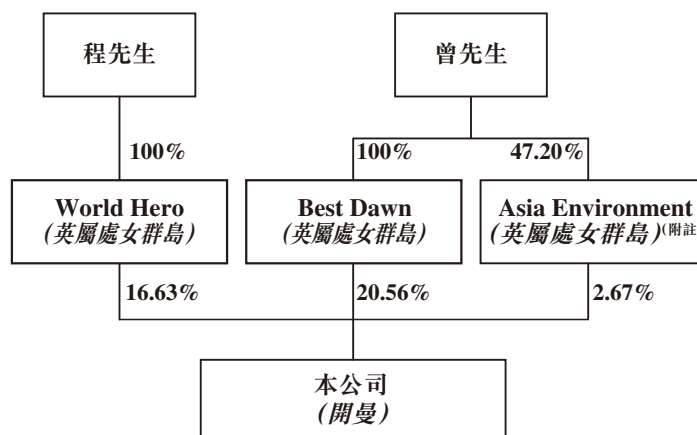 程先生
曾先生
100%
100%
47.20%
World Hero
(英屬處女群島)
Best Dawn
(英屬處女群島)
Asia Environment
(英屬處女群島)(附註
16.63%
20.56%
2.67%
本公司
(開曼)